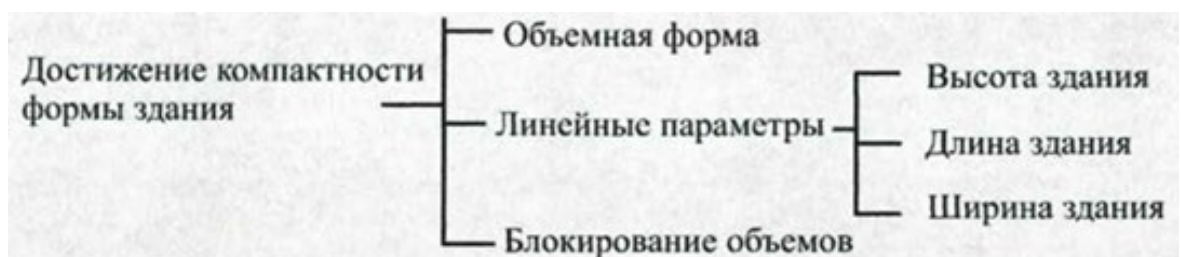 Достижение компактности
формы здания
Объемная форма
Линейные параметры
Блокирование объемов
Высота здания
Длина здания
Ширина здания